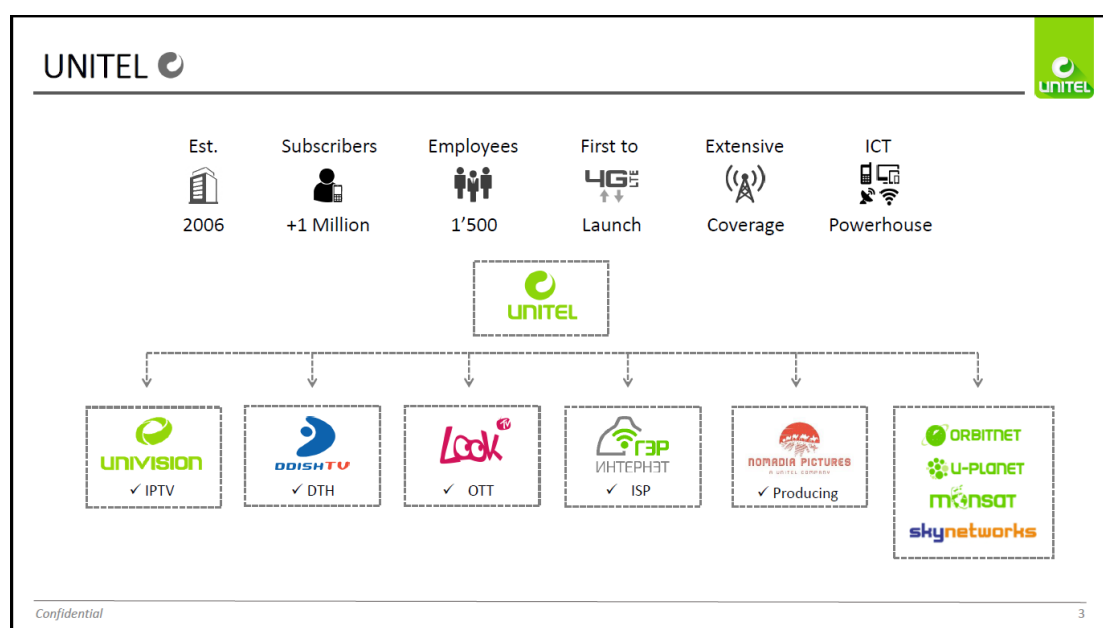 UNITEL
UNITEL
Est.
2006
Subscribers
+1 Million
Employees
1'500
First to
4G LTE
Launch
Extensive
Coverage
ICT
Powerhouse
UNITEL
UNIVISION
✓ IPTV
DDISHTV
✓ DTH
Look TV
✓ OTT
ГЭР
ИНТЕРНЭТ
✓ ISP
NOMADIA PICTURES
A UNITEL COMPANY
✓ Producing
ORBITNET
U-PLANET
MONSAT
skynetworks
Confidential
3